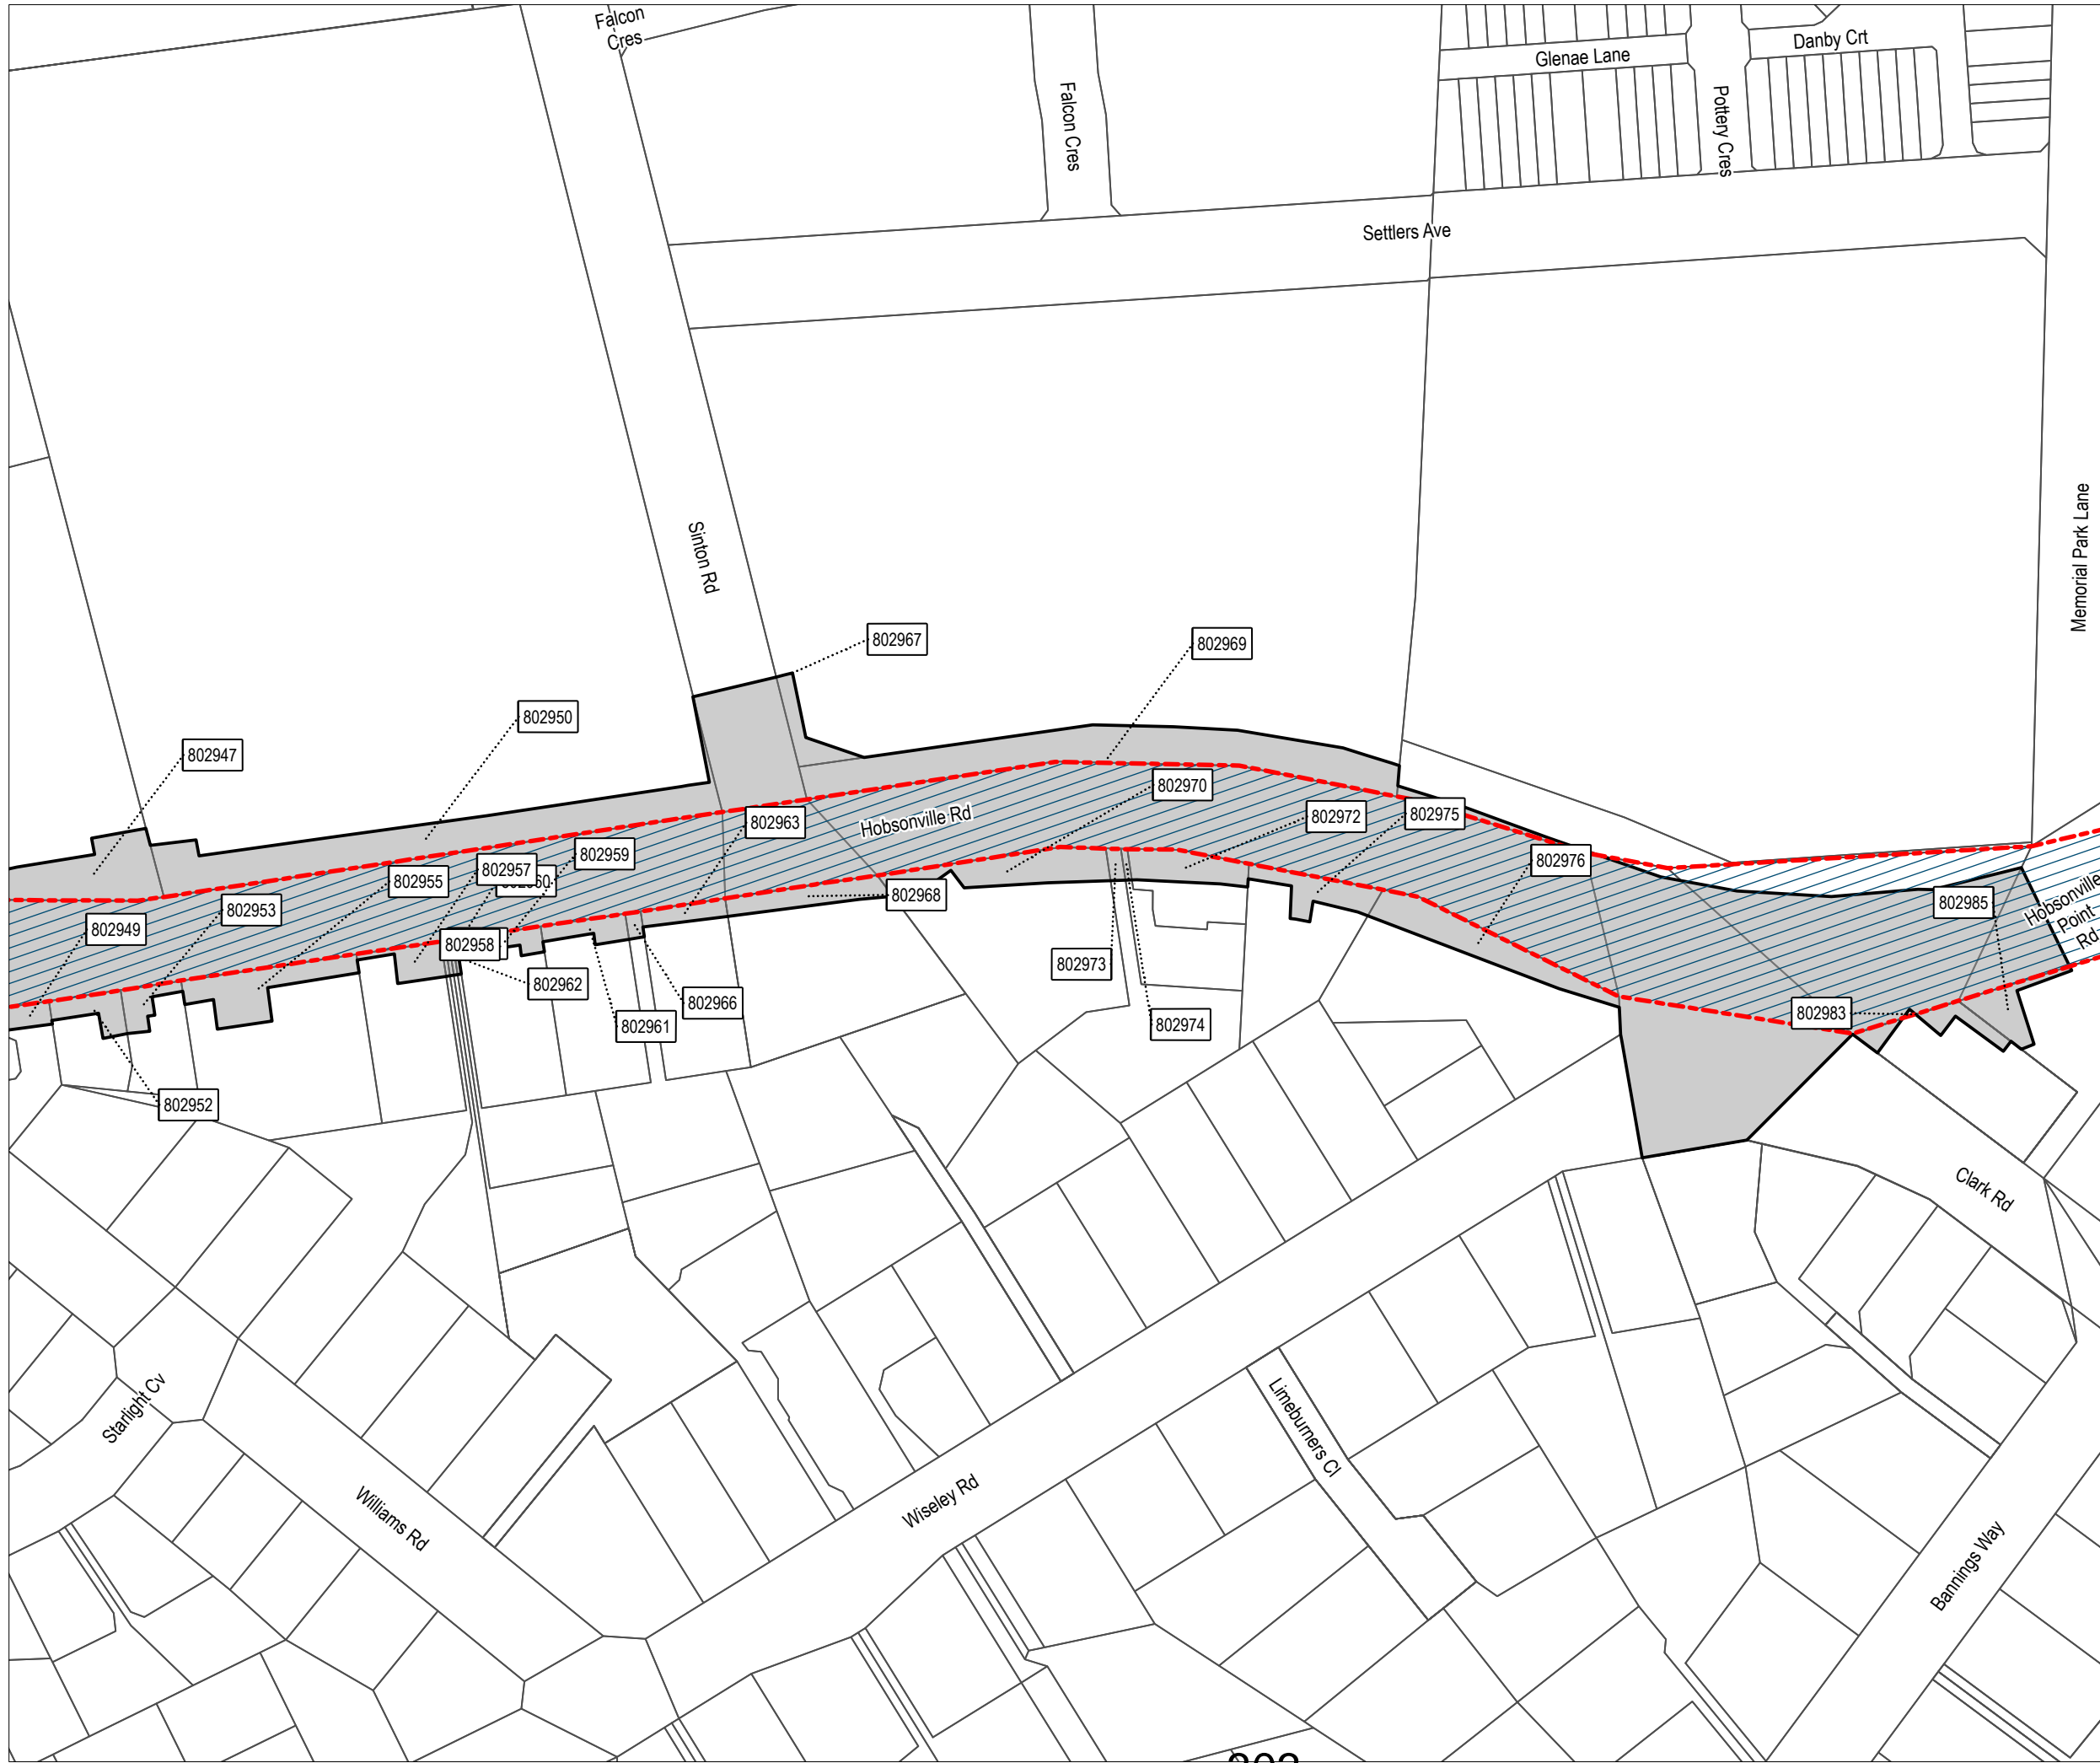 Falcon
Cres
Falcon Cres
Glenae Lane
Danby Crt
Pottery Cres
Settlers Ave
Sinton Rd
Memorial Park Lane
802967
802969
802950
802947
802970
802963
Hobsonville Rd
802972
802975
802959
802976
802957
802955
802968
802985
802953
802949
Hobsonville
Point
Rd
802958
802973
802962
802966
802983
802961
802974
802952
Clark Rd
Starlight Cv
Limeburners Cl
Williams Rd
Wiseley Rd
Bannings Way